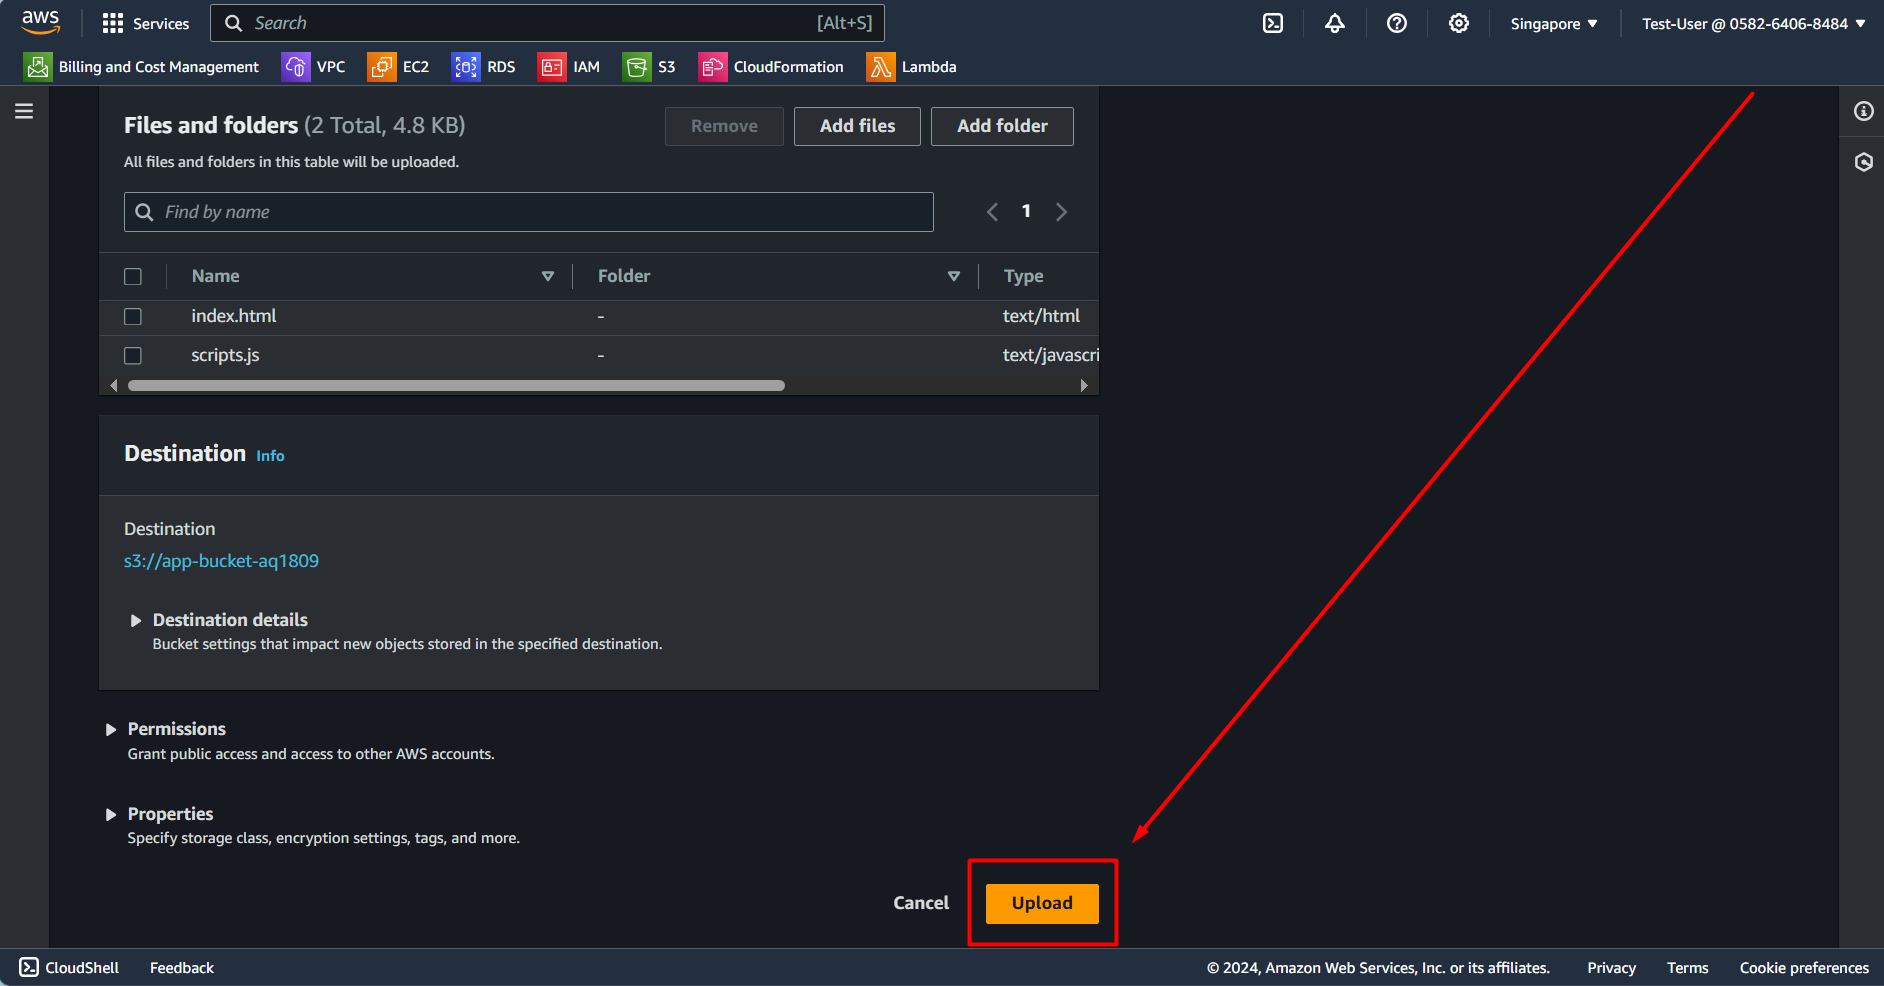 aws Services Search [Alt+S] Singapore Test-User @ 0582-6406-8484
Billing and Cost Management VPC EC2 RDS IAM S3 CloudFormation Lambda
Files and folders (2 Total, 4.8 KB) Remove Add files Add folder
All files and folders in this table will be uploaded.
Find by name 1
Name Folder Type
index.html - text/html
scripts.js - text/javascri
Destination Info
Destination
s3://app-bucket-aq1809
Destination details
Bucket settings that impact new objects stored in the specified destination.
Permissions
Grant public access and access to other AWS accounts.
Properties
Specify storage class, encryption settings, tags, and more.
Cancel Upload
CloudShell Feedback © 2024, Amazon Web Services, Inc. or its affiliates. Privacy Terms Cookie preferences